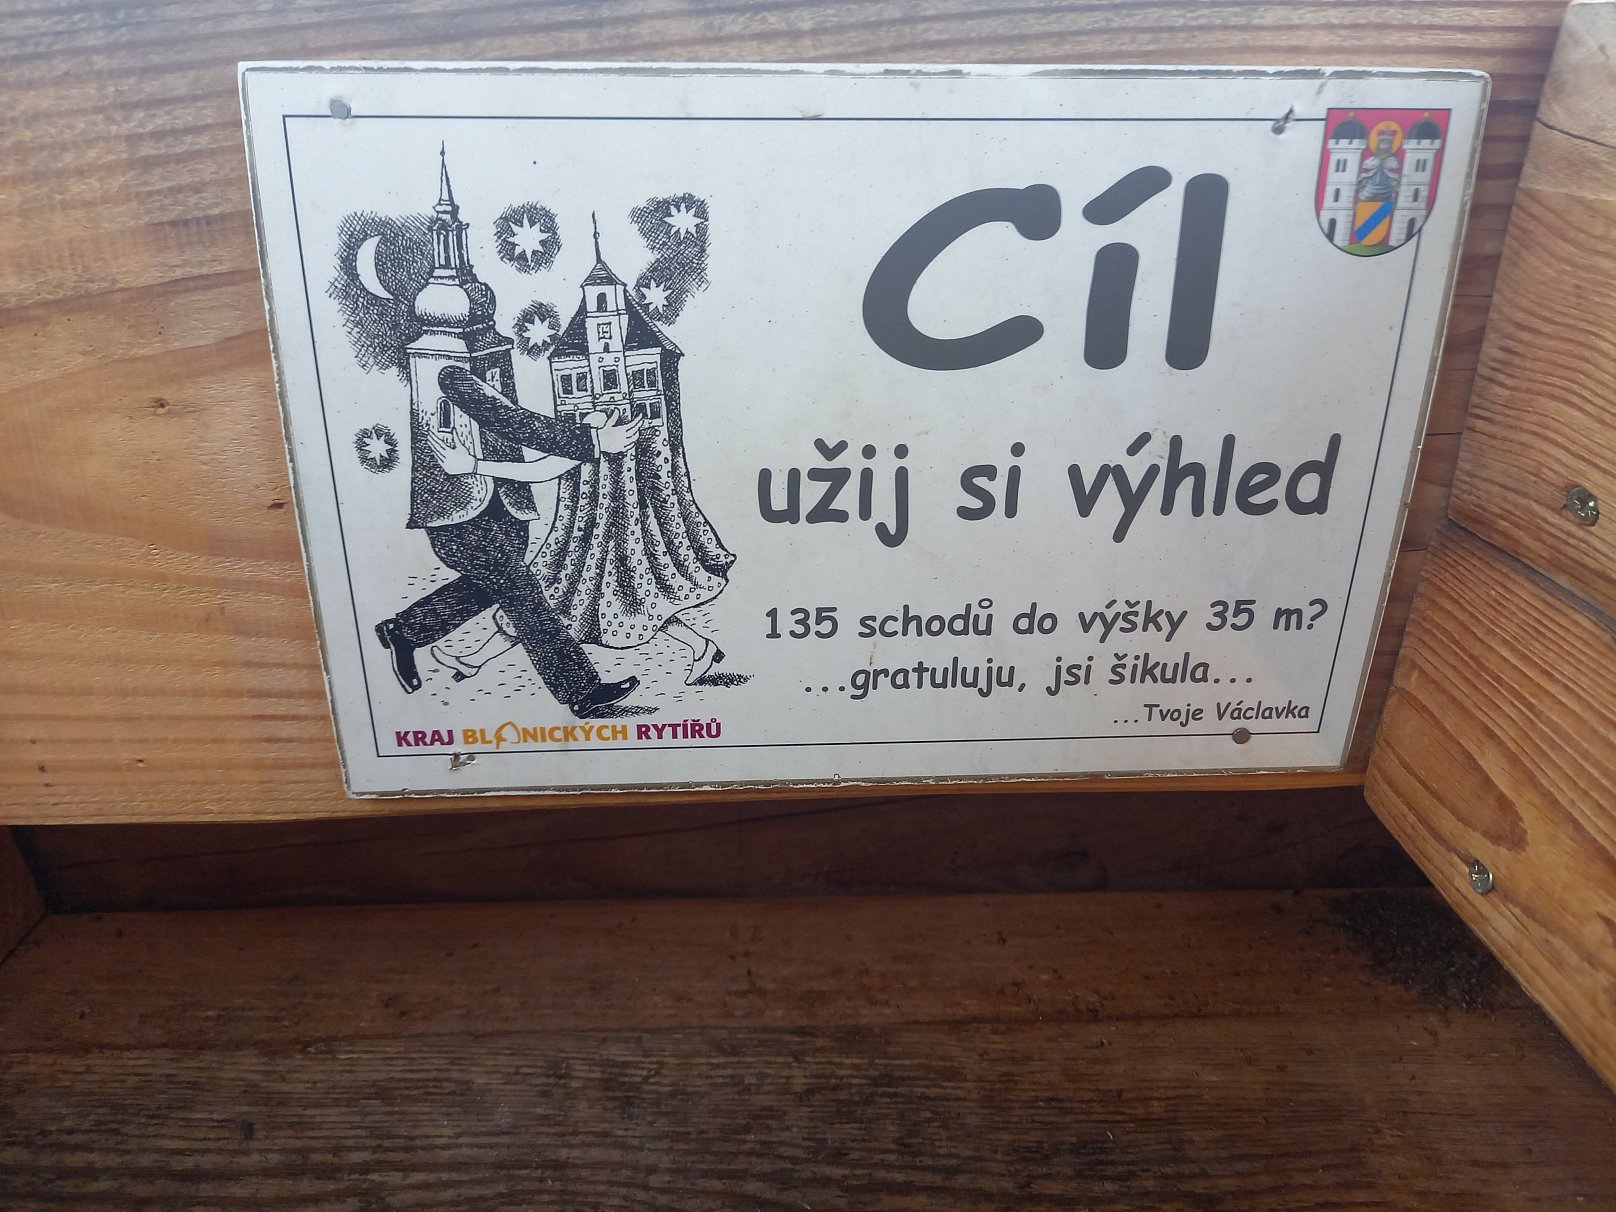 Cíl
užij si výhled
135 schodů do výšky 35 m?
...gratuluju, jsi šikula...
...Tvoje Václavka
KRAJ BLANICKÝCH RYTÍŘŮ